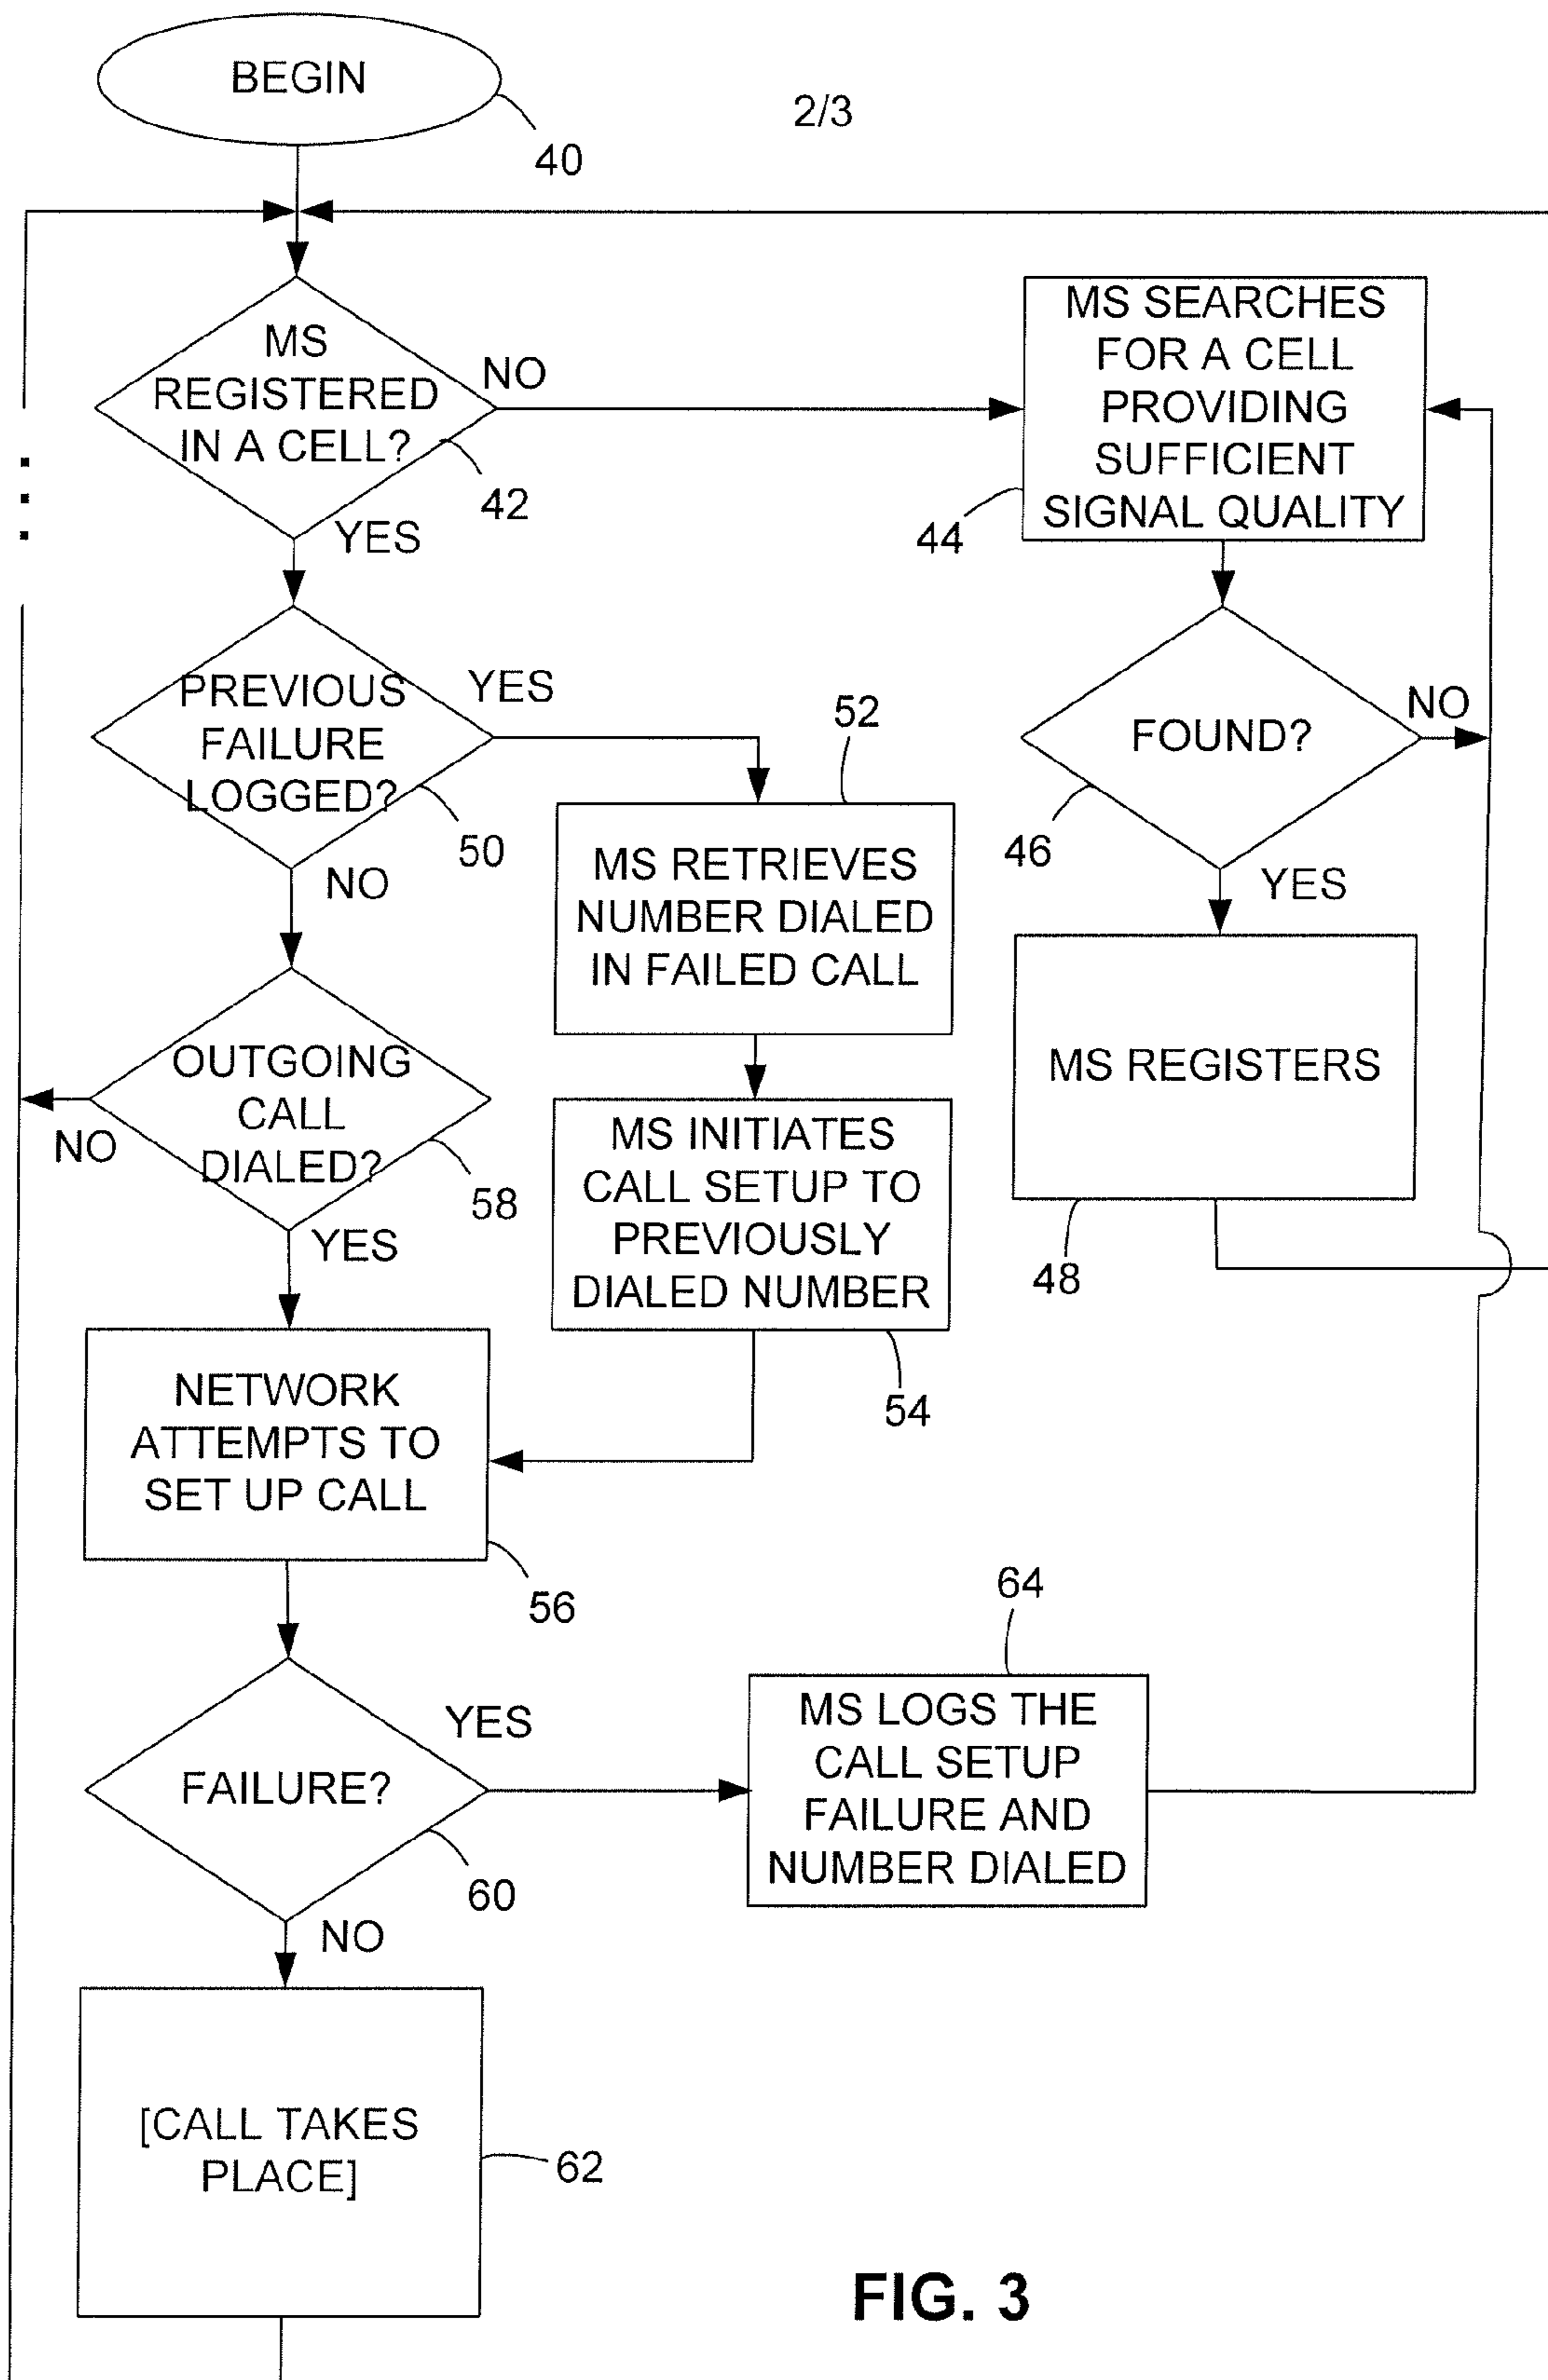 BEGIN
2/3
40
MS
REGISTERED
IN A CELL?
NO
42
YES
MS SEARCHES
FOR A CELL
PROVIDING
SUFFICIENT
SIGNAL QUALITY
44
PREVIOUS
FAILURE
LOGGED?
YES
50
NO
52
MS RETRIEVES
NUMBER DIALED
IN FAILED CALL
FOUND?
NO
46
YES
MS REGISTERS
48
OUTGOING
CALL
DIALED?
NO
58
YES
MS INITIATES
CALL SETUP TO
PREVIOUSLY
DIALED NUMBER
54
NETWORK
ATTEMPTS TO
SET UP CALL
56
FAILURE?
YES
60
NO
64
MS LOGS THE
CALL SETUP
FAILURE AND
NUMBER DIALED
[CALL TAKES
PLACE]
62
FIG. 3